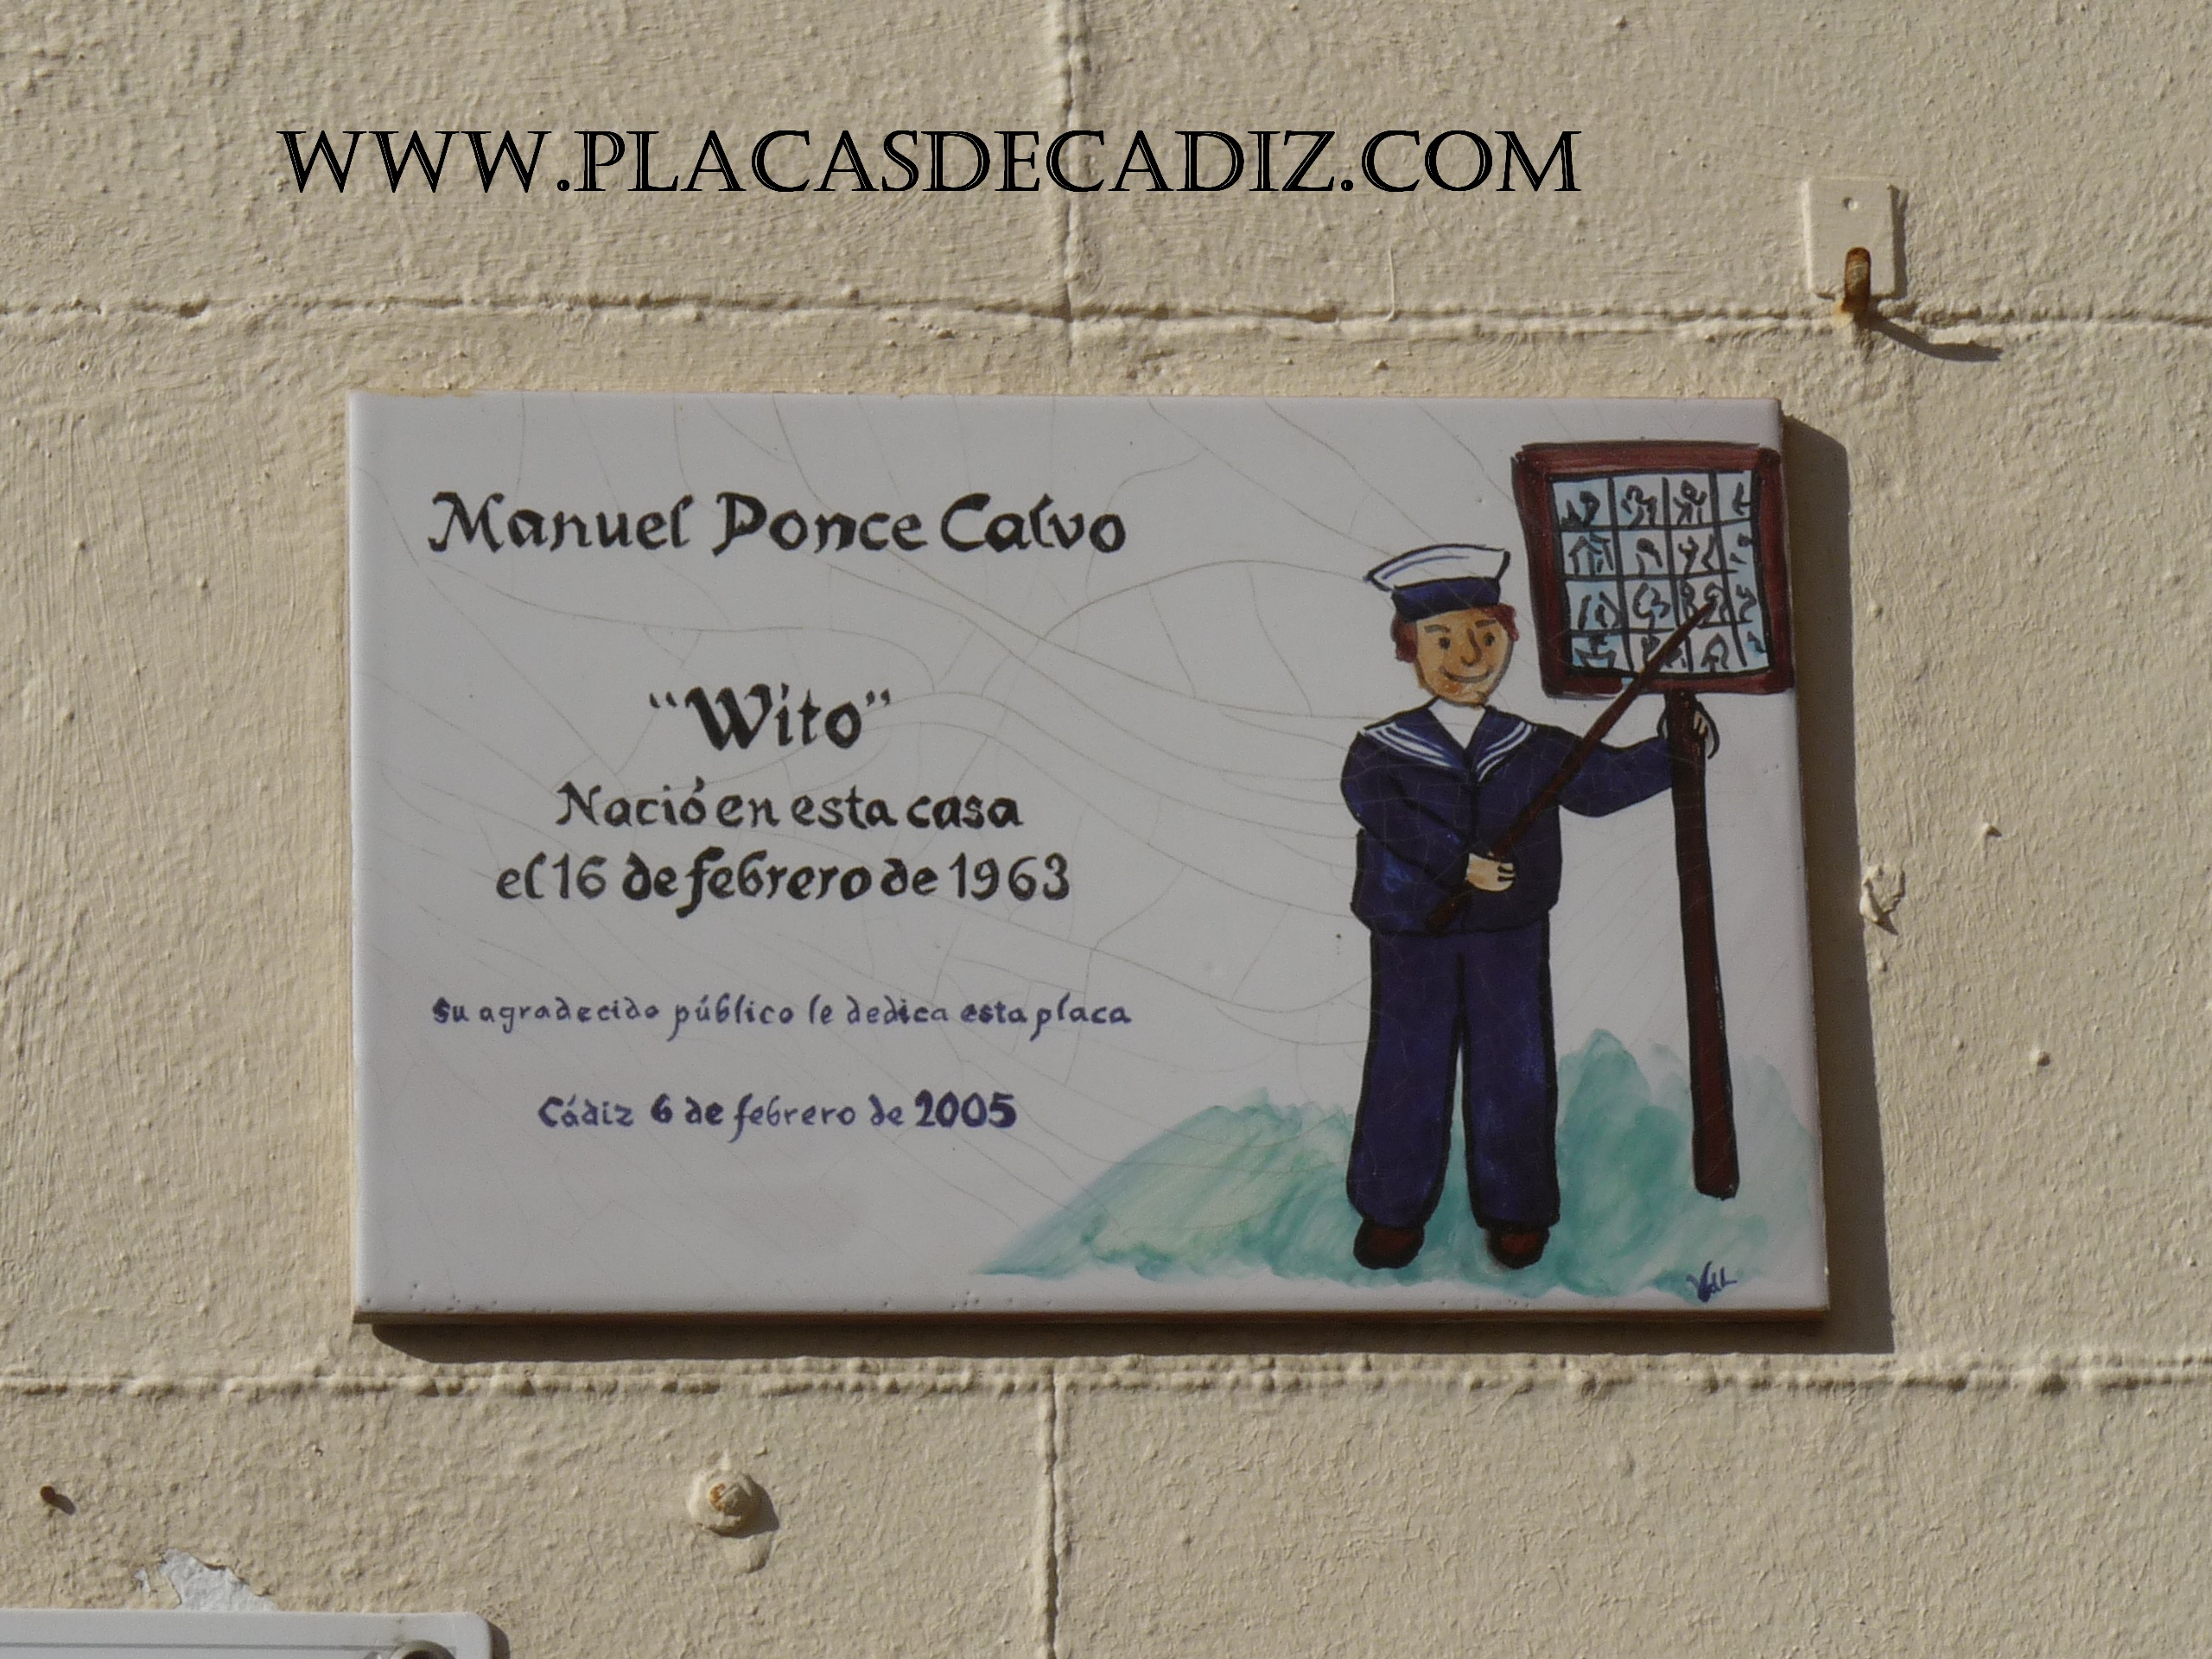 WWW.PLACASDECADIZ.COM
Manuel Ponce Calvo
"Wito"
Nació en esta casa
el 16 de febrero de 1963
Su agradecido público le dedica esta placa
Cádiz 6 de febrero de 2005